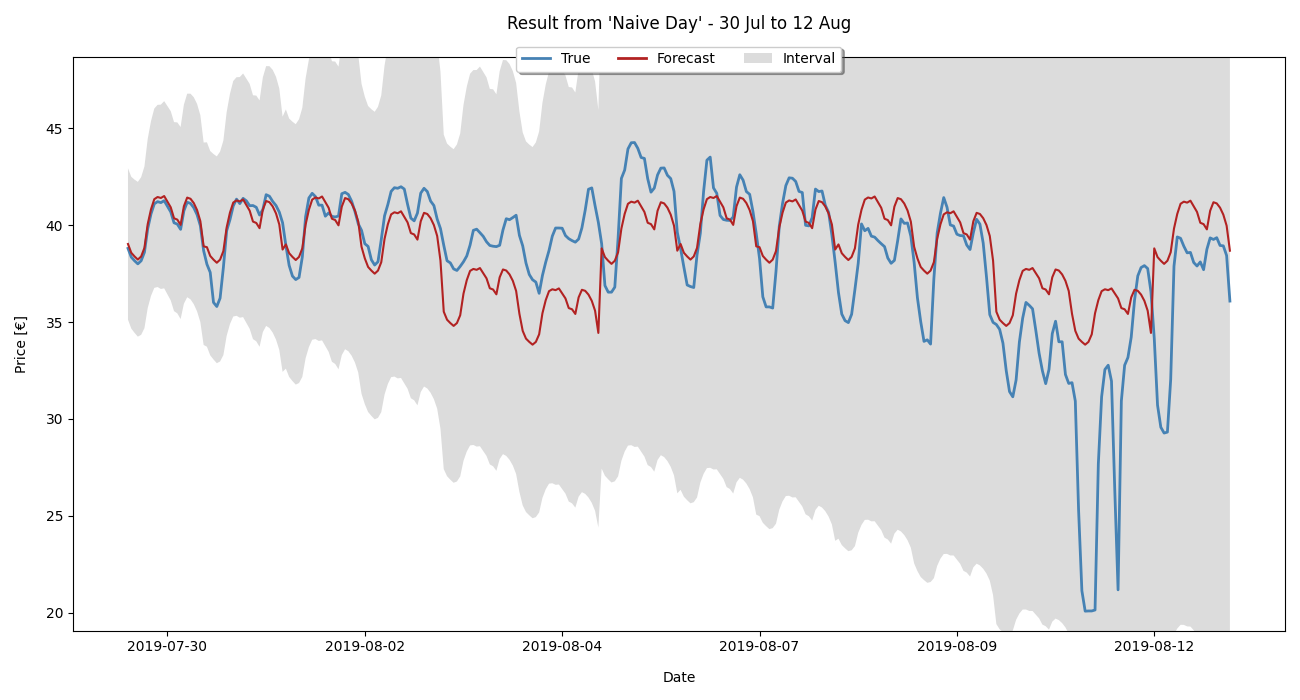 Result from 'Naive Day' - 30 Jul to 12 Aug
True Forecast Interval
Price [€]
45
40
35
30
25
20
2019-07-30 2019-08-02 2019-08-04 2019-08-07 2019-08-09 2019-08-12
Date